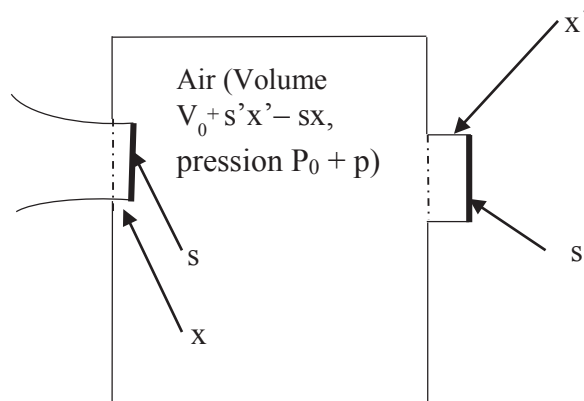 x'
Air (Volume
V₀+ s’x’– sx,
pression P₀ + p)
s
s
x